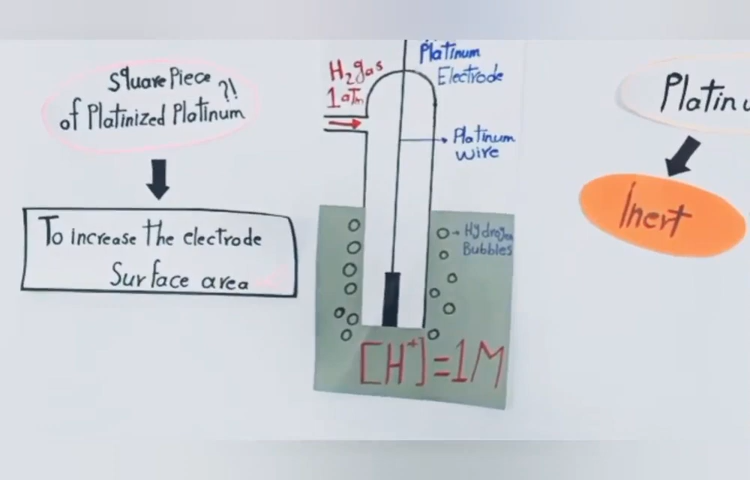 Square Piece
of Platinized Platinum ?!
To increase the electrode
Surface area
H₂ gas
1 atm
Platinum
Electrode
Platinum
wire
Hydrogen
Bubbles
[H⁺]=1M
Inert